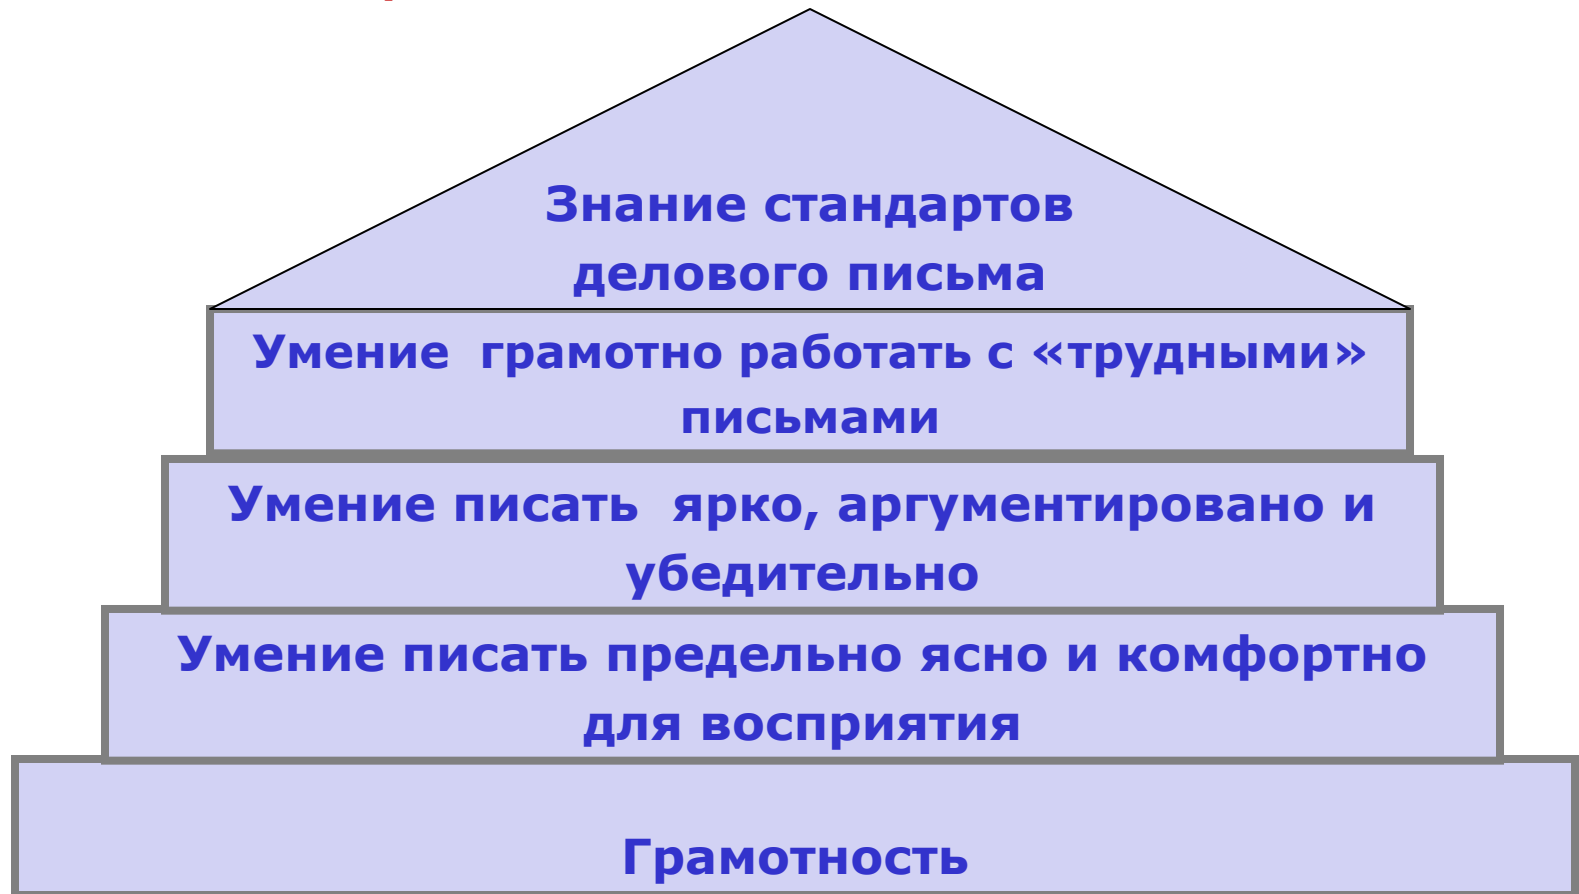 Знание стандартов
делового письма
Умение грамотно работать с «трудными»
письмами
Умение писать ярко, аргументировано и
убедительно
Умение писать предельно ясно и комфортно
для восприятия
Грамотность